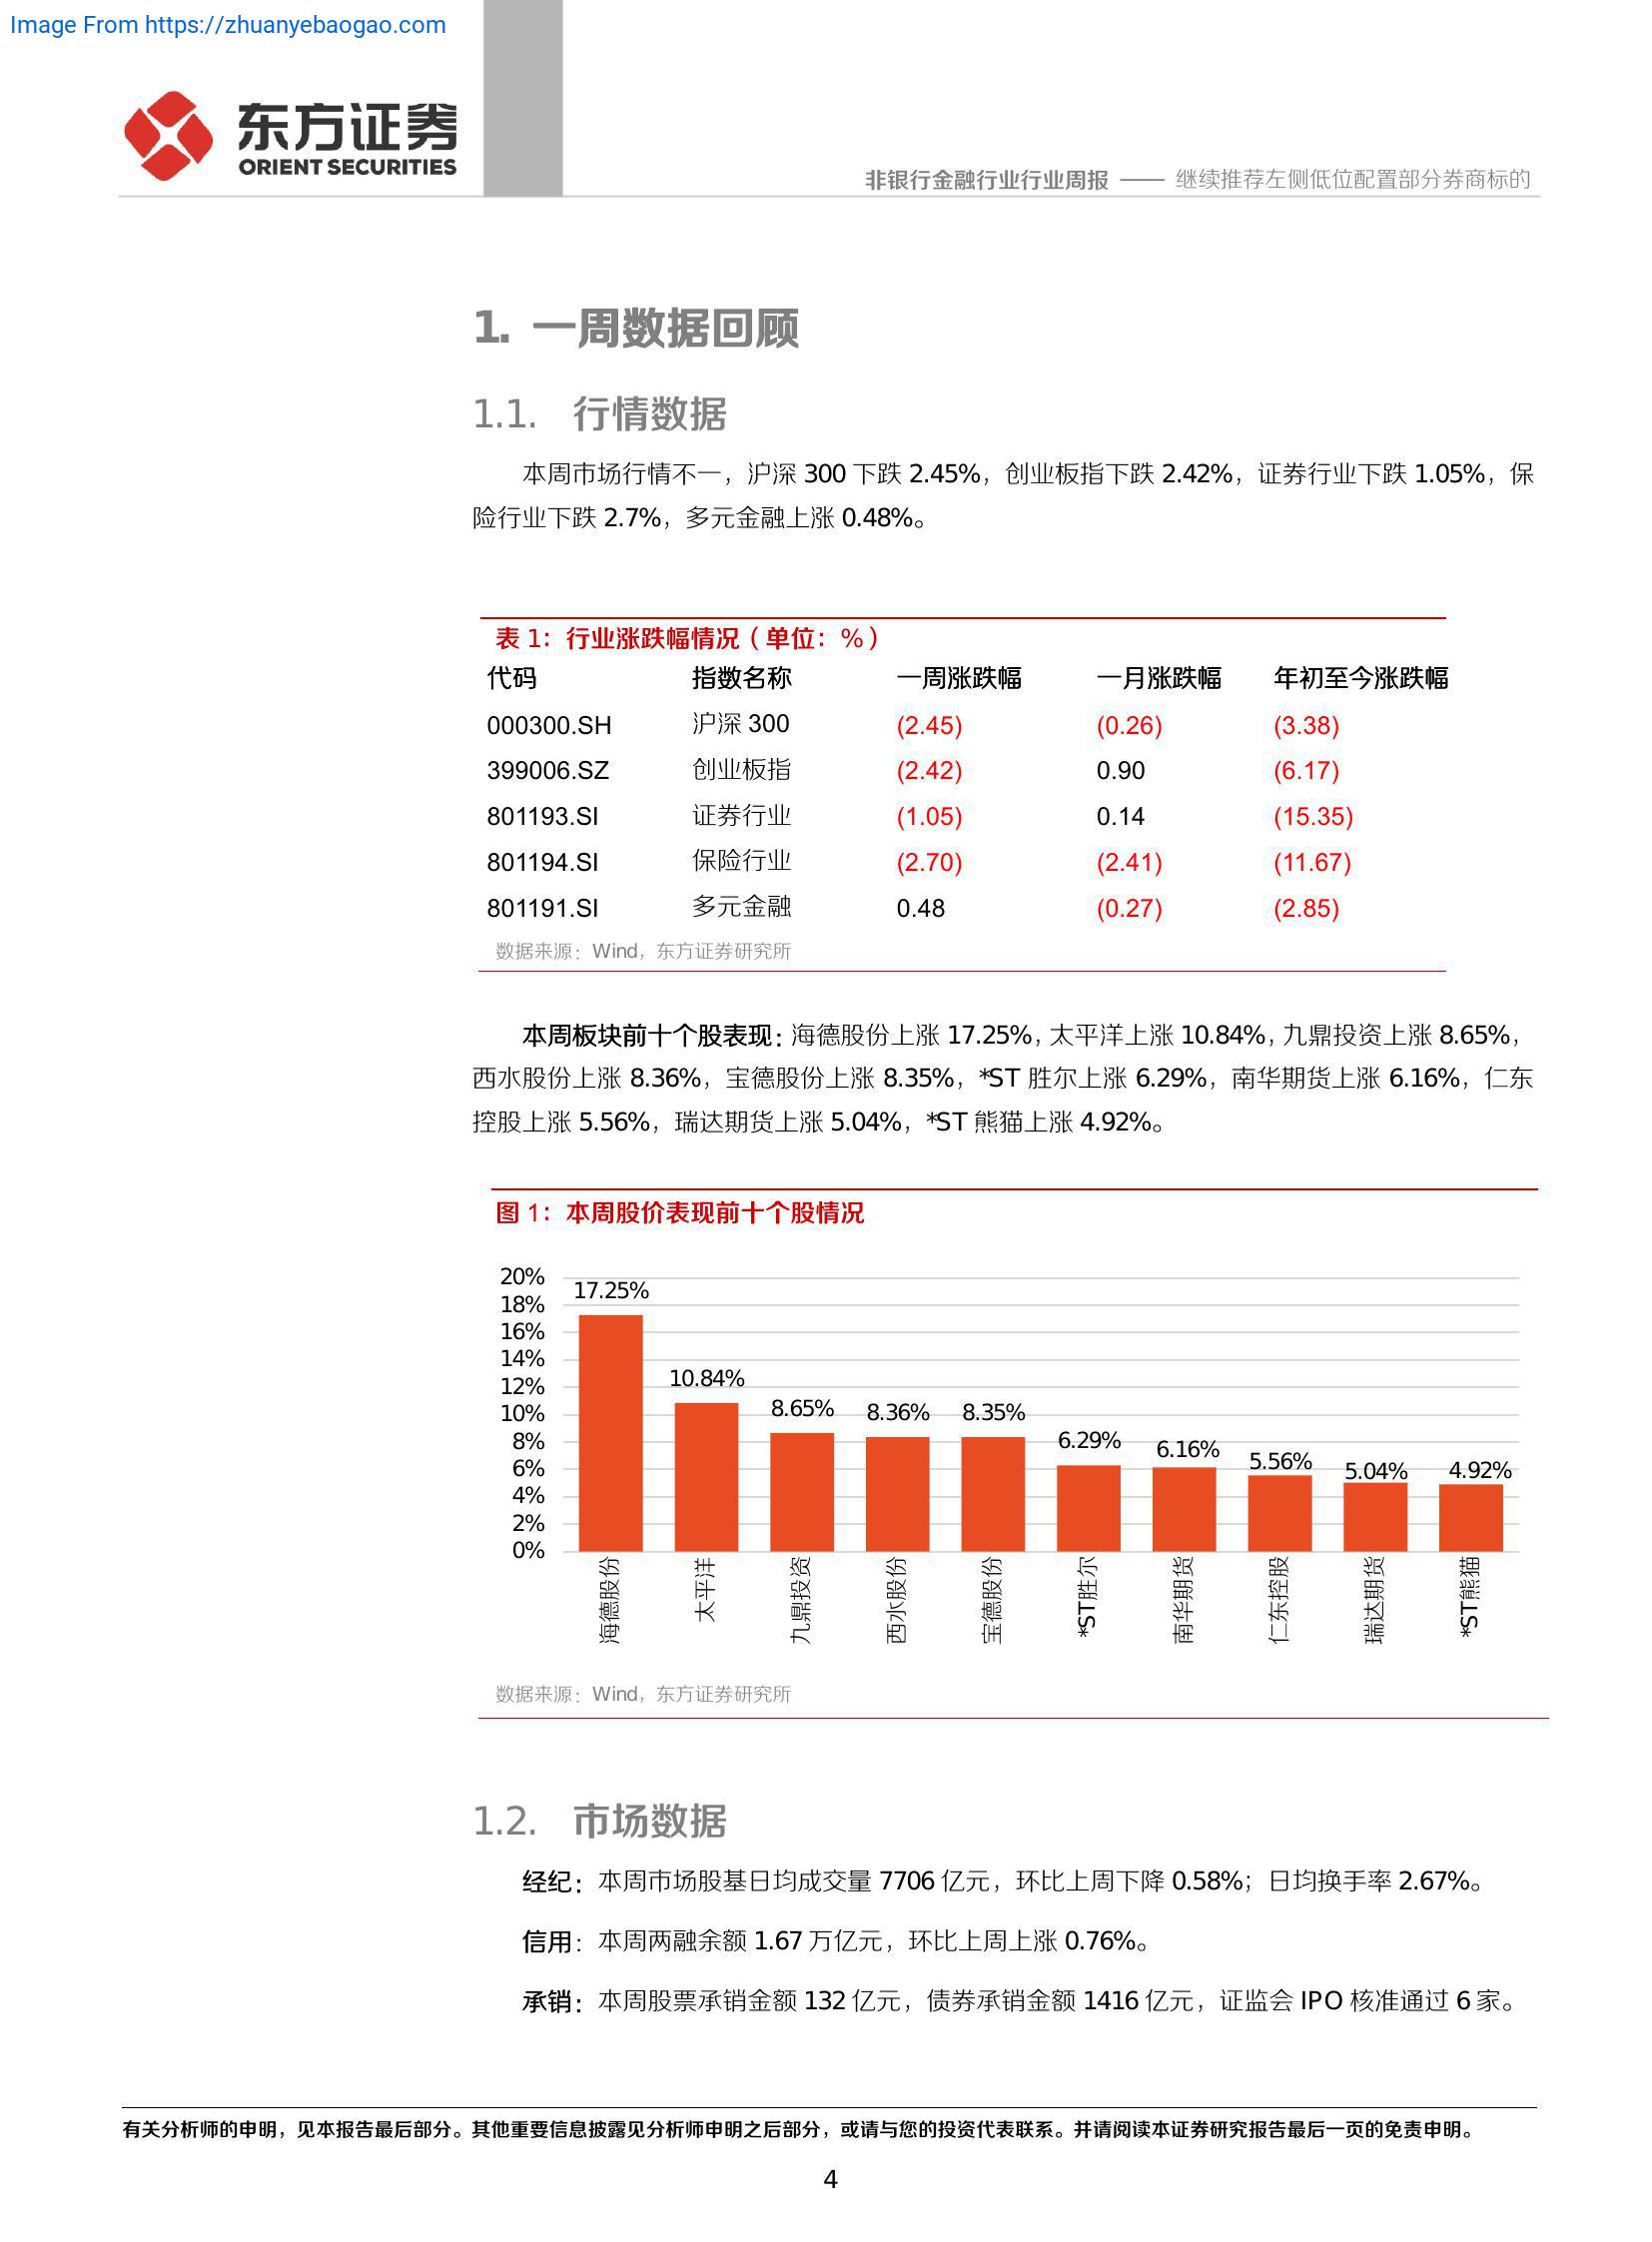 Image From https://zhuanyebaogao.com
东方证券
ORIENT SECURITIES
非银行金融行业行业周报 —— 继续推荐左侧低位配置部分券商标的
1. 一周数据回顾
1.1. 行情数据
本周市场行情不一，沪深 300 下跌 2.45%，创业板指下跌 2.42%，证券行业下跌 1.05%，保
险行业下跌 2.7%，多元金融上涨 0.48%。
表 1：行业涨跌幅情况（单位：%）
代码 指数名称 一周涨跌幅 一月涨跌幅 年初至今涨跌幅
000300.SH 沪深 300 (2.45) (0.26) (3.38)
399006.SZ 创业板指 (2.42) 0.90 (6.17)
801193.SI 证券行业 (1.05) 0.14 (15.35)
801194.SI 保险行业 (2.70) (2.41) (11.67)
801191.SI 多元金融 0.48 (0.27) (2.85)
数据来源：Wind，东方证券研究所
本周板块前十个股表现：海德股份上涨 17.25%，太平洋上涨 10.84%，九鼎投资上涨 8.65%，
西水股份上涨 8.36%，宝德股份上涨 8.35%，*ST 胜尔上涨 6.29%，南华期货上涨 6.16%，仁东
控股上涨 5.56%，瑞达期货上涨 5.04%，*ST 熊猫上涨 4.92%。
图 1：本周股价表现前十个股情况
20%
18%
16%
14%
12%
10%
8%
6%
4%
2%
0%
17.25%
10.84%
8.65%
8.36%
8.35%
6.29%
6.16%
5.56%
5.04%
4.92%
海德股份
太平洋
九鼎投资
西水股份
宝德股份
*ST胜尔
南华期货
仁东控股
瑞达期货
*ST熊猫
数据来源：Wind，东方证券研究所
1.2. 市场数据
经纪：本周市场股基日均成交量 7706 亿元，环比上周下降 0.58%；日均换手率 2.67%。
信用：本周两融余额 1.67 万亿元，环比上周上涨 0.76%。
承销：本周股票承销金额 132 亿元，债券承销金额 1416 亿元，证监会 IPO 核准通过 6 家。
有关分析师的申明，见本报告最后部分。其他重要信息披露见分析师申明之后部分，或请与您的投资代表联系。并请阅读本证券研究报告最后一页的免责申明。
4